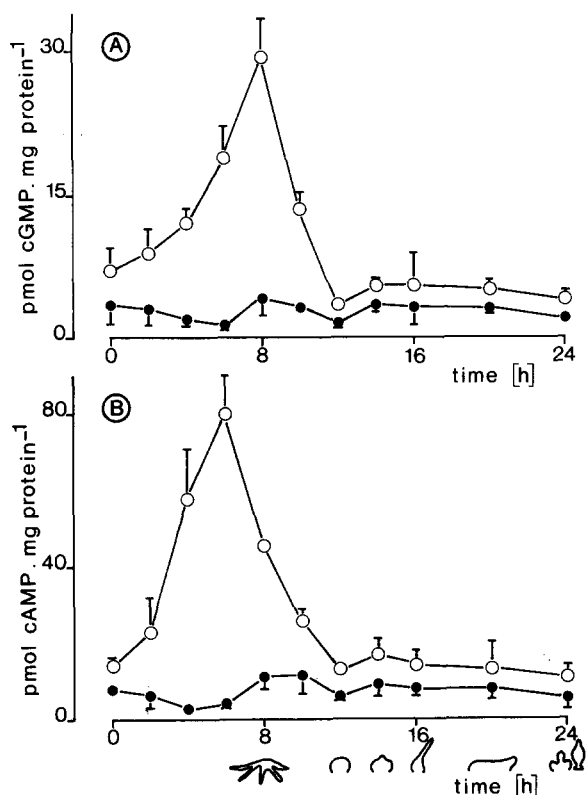 A
pmol cGMP. mg protein⁻¹
30
15
0
0 8 16 24
time [h]
B
pmol cAMP. mg protein⁻¹
80
40
0
0 8 16 24
time [h]